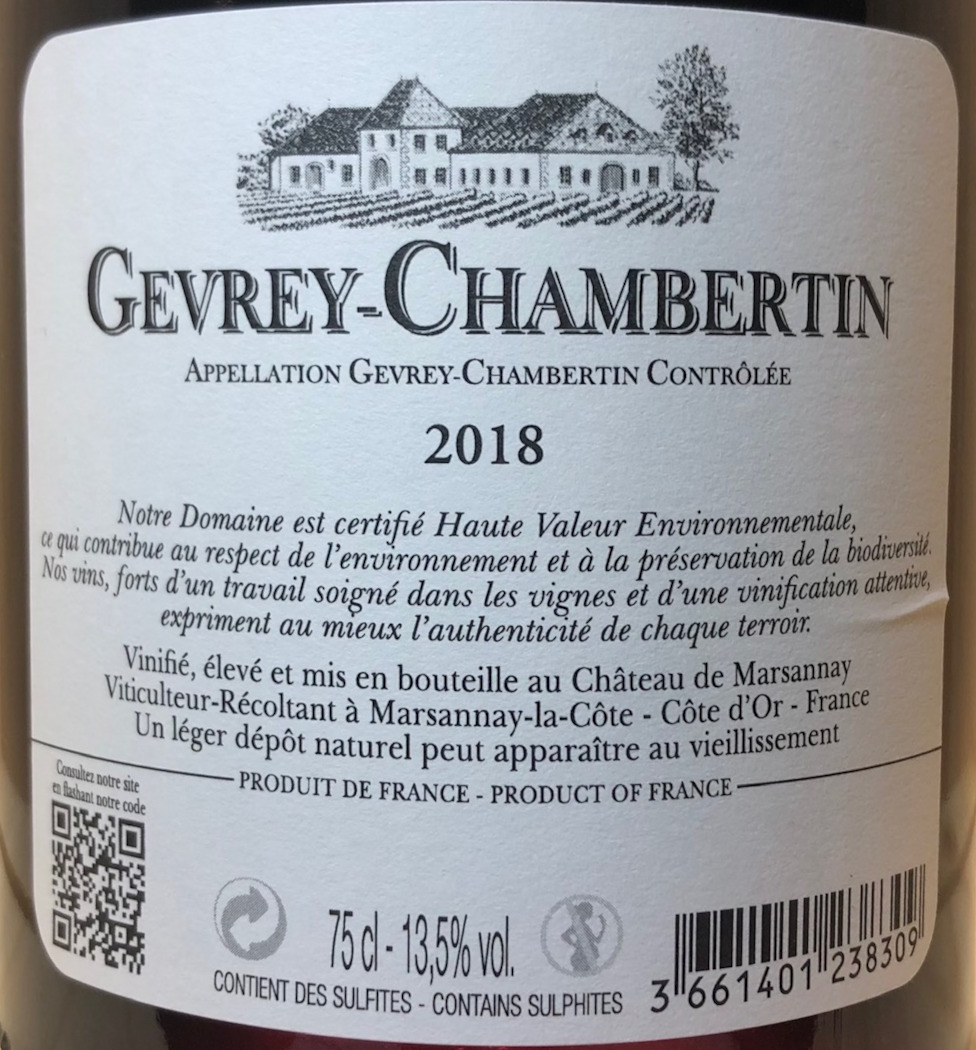 GEVREY-CHAMBERTIN
APPELLATION GEVREY-CHAMBERTIN CONTRÔLÉE
2018
Notre Domaine est certifié Haute Valeur Environnementale,
ce qui contribue au respect de l'environnement et à la préservation de la biodiversité.
Nos vins, forts d'un travail soigné dans les vignes et d'une vinification attentive,
expriment au mieux l'authenticité de chaque terroir.
Vinifié, élevé et mis en bouteille au Château de Marsannay
Viticulteur-Récoltant à Marsannay-la-Côte - Côte d'Or - France
Un léger dépôt naturel peut apparaître au vieillissement
PRODUIT DE FRANCE - PRODUCT OF FRANCE
Consultez notre site
en flashant notre code
75 cl - 13,5% vol.
CONTIENT DES SULFITES - CONTAINS SULPHITES
3 661401 238309